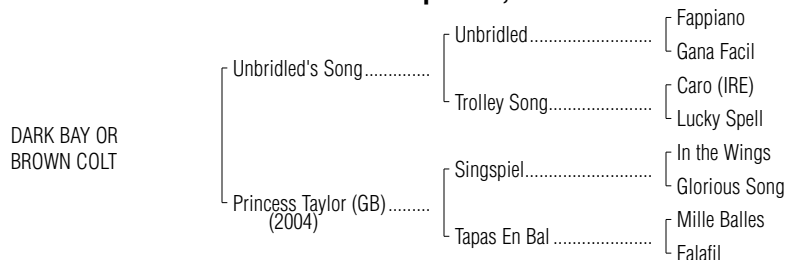 Fappiano
Unbridled..............................
Gana Facil
Unbridled's Song..............
Caro (IRE)
Trolley Song.........................
Lucky Spell
DARK BAY OR
BROWN COLT
In the Wings
Singspiel...............................
Glorious Song
Princess Taylor (GB).........
(2004)
Mille Balles
Tapas En Bal ........................
Falafil